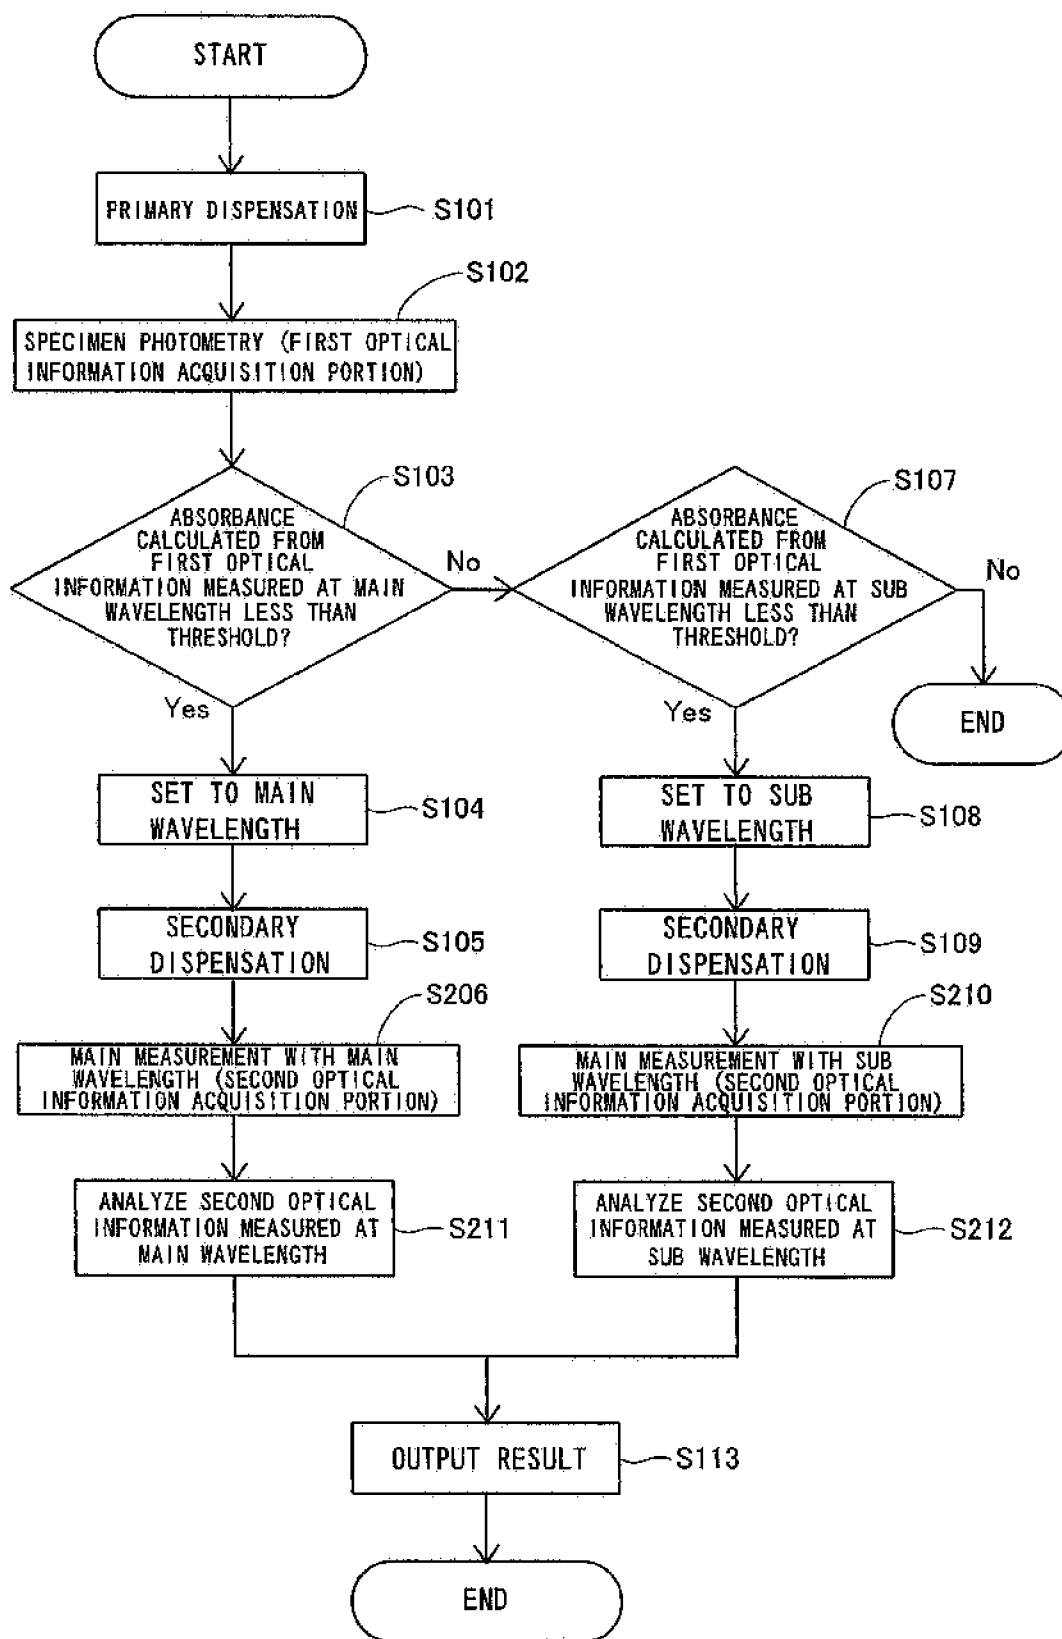 START
PRIMARY DISPENSATION
S101
S102
SPECIMEN PHOTOMETRY (FIRST OPTICAL
INFORMATION ACQUISITION PORTION)
S103
ABSORBANCE
CALCULATED FROM
FIRST OPTICAL
INFORMATION MEASURED AT MAIN
WAVELENGTH LESS THAN
THRESHOLD?
No
Yes
S107
ABSORBANCE
CALCULATED FROM
FIRST OPTICAL
INFORMATION MEASURED AT SUB
WAVELENGTH LESS THAN
THRESHOLD?
No
Yes
END
SET TO MAIN
WAVELENGTH
S104
SET TO SUB
WAVELENGTH
S108
SECONDARY
DISPENSATION
S105
SECONDARY
DISPENSATION
S109
S206
MAIN MEASUREMENT WITH MAIN
WAVELENGTH (SECOND OPTICAL
INFORMATION ACQUISITION PORTION)
S210
MAIN MEASUREMENT WITH SUB
WAVELENGTH (SECOND OPTICAL
INFORMATION ACQUISITION PORTION)
ANALYZE SECOND OPTICAL
INFORMATION MEASURED AT
MAIN WAVELENGTH
S211
ANALYZE SECOND OPTICAL
INFORMATION MEASURED AT
SUB WAVELENGTH
S212
OUTPUT RESULT
S113
END